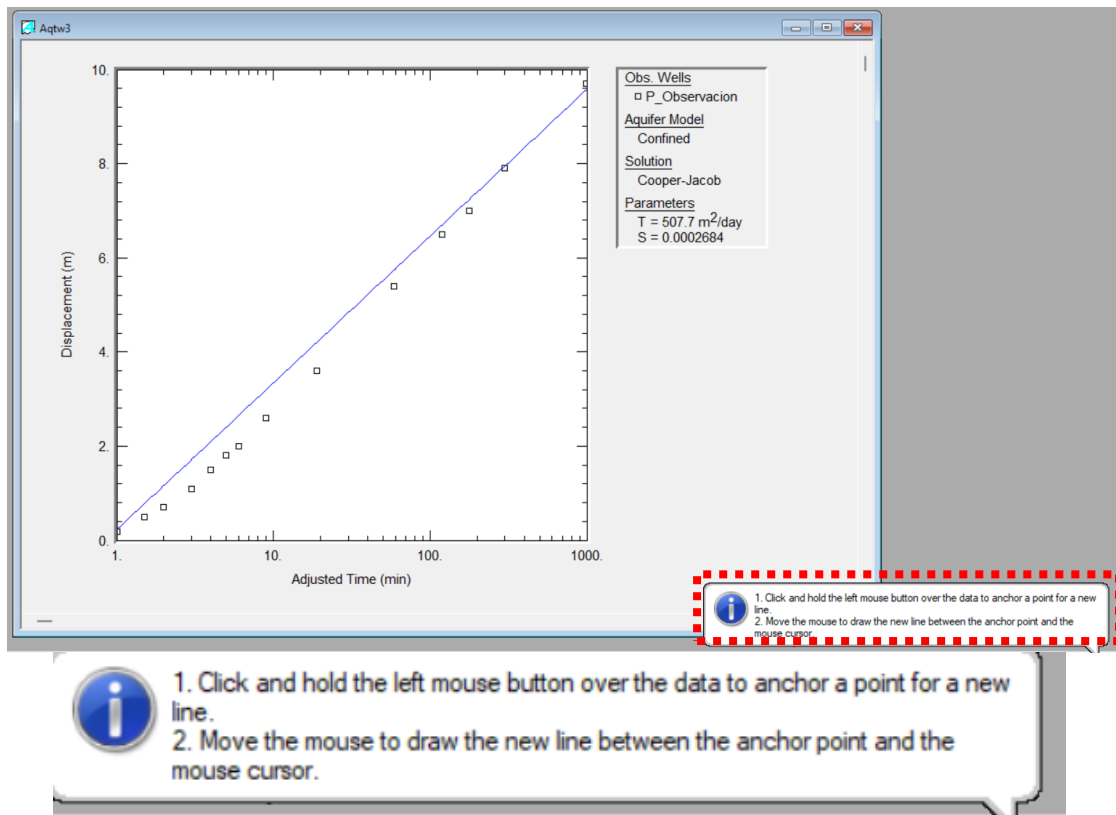 Aqtw3
10.
8.
6.
4.
2.
0.
Displacement (m)
1.
10.
100.
1000.
Adjusted Time (min)
Obs. Wells
P_Observacion
Aquifer Model
Confined
Solution
Cooper-Jacob
Parameters
T = 507.7 m²/day
S = 0.0002684
1. Click and hold the left mouse button over the data to anchor a point for a new
line.
2. Move the mouse to draw the new line between the anchor point and the
mouse cursor.
1. Click and hold the left mouse button over the data to anchor a point for a new
line.
2. Move the mouse to draw the new line between the anchor point and the
mouse cursor.